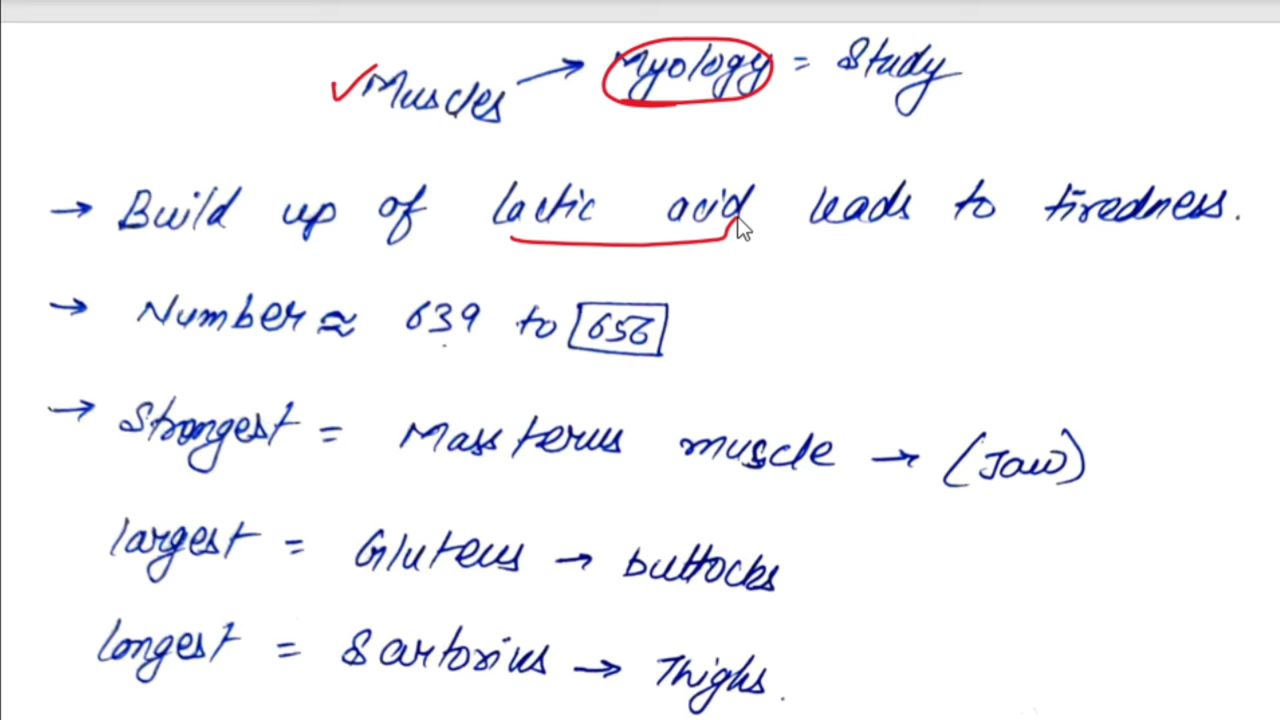 ✓Muscles → Myology = Study
→ Build up of lactic acid leads to tiredness.
→ Number ≈ 639 to 656
→ Strongest = Massterus muscle → (Jaw)
largest = Gluteus → buttocks
longest = Sartorius → Thighs.